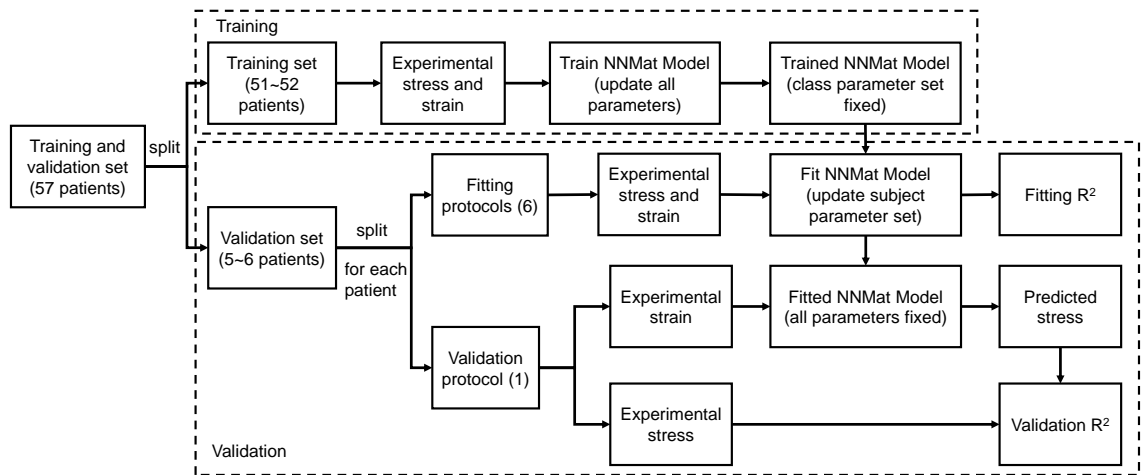 Training
Training set
(51~52
patients)
Experimental
stress and
strain
Train NNMat Model
(update all
parameters)
Trained NNMat Model
(class parameter set
fixed)
Training and
validation set
(57 patients)
split
Validation set
(5~6 patients)
split
for each
patient
Fitting
protocols (6)
Experimental
stress and
strain
Fit NNMat Model
(update subject
parameter set)
Fitting R²
Experimental
strain
Fitted NNMat Model
(all parameters fixed)
Predicted
stress
Validation
protocol (1)
Experimental
stress
Validation R²
Validation